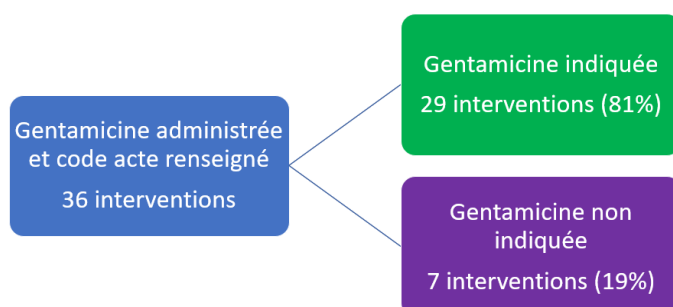 Gentamicine administrée
et code acte renseigné
36 interventions
Gentamicine indiquée
29 interventions (81%)
Gentamicine non
indiquée
7 interventions (19%)